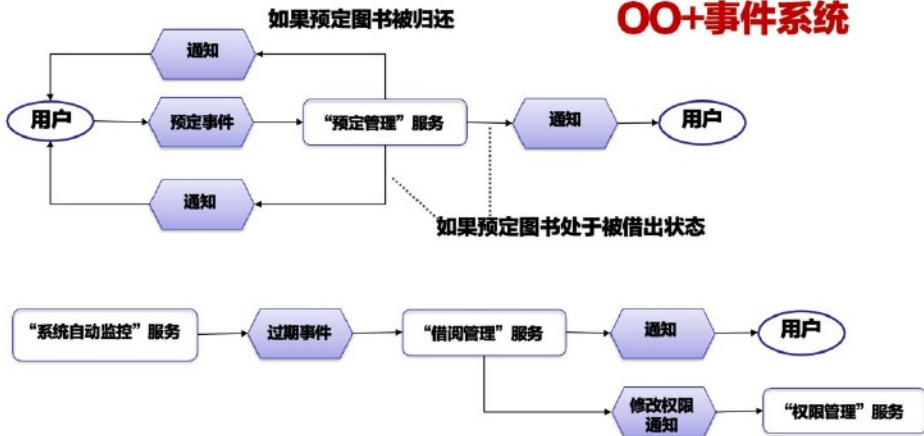 如果预定图书被归还
OO+事件系统
通知
用户
预定事件
“预定管理”服务
通知
用户
通知
如果预定图书处于被借出状态
“系统自动监控”服务
过期事件
“借阅管理”服务
通知
用户
修改权限
通知
“权限管理”服务